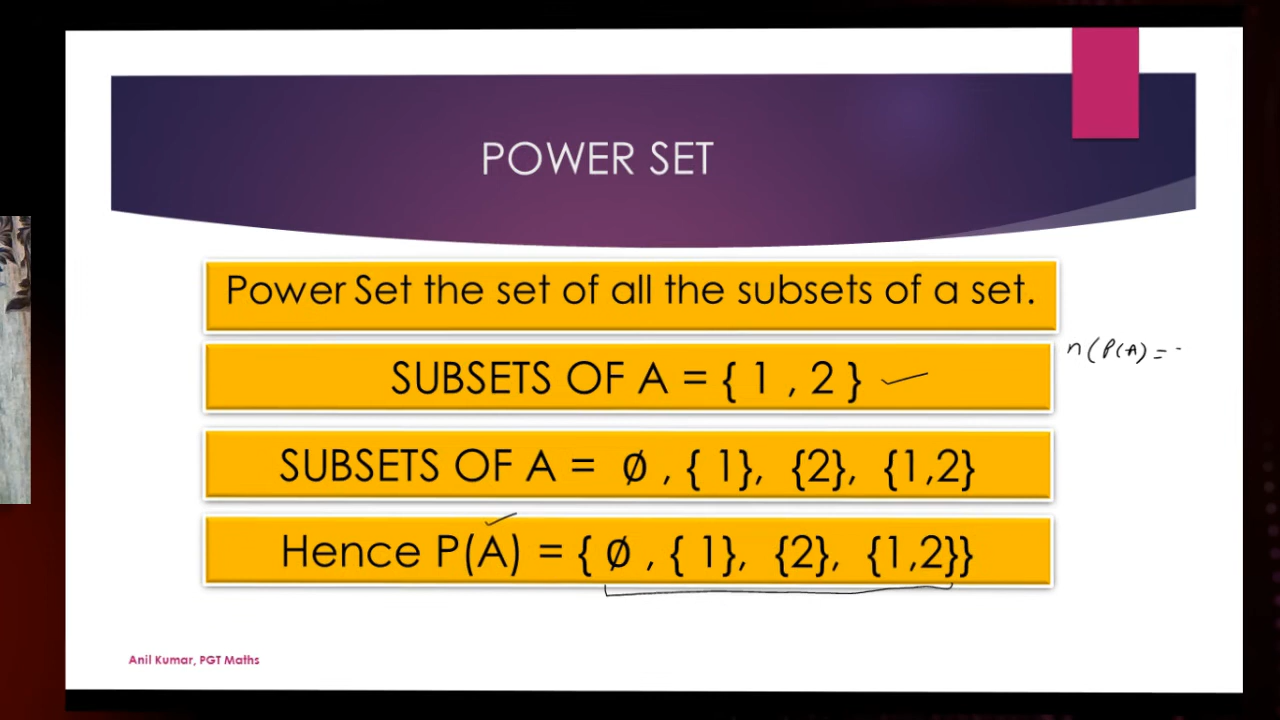 POWER SET
Power Set the set of all the subsets of a set.
SUBSETS OF A = { 1 , 2 }
n(P(A) =
SUBSETS OF A = ∅ , { 1}, {2}, {1,2}
Hence P(A) = { ∅ , { 1}, {2}, {1,2}}
Anil Kumar, PGT Maths